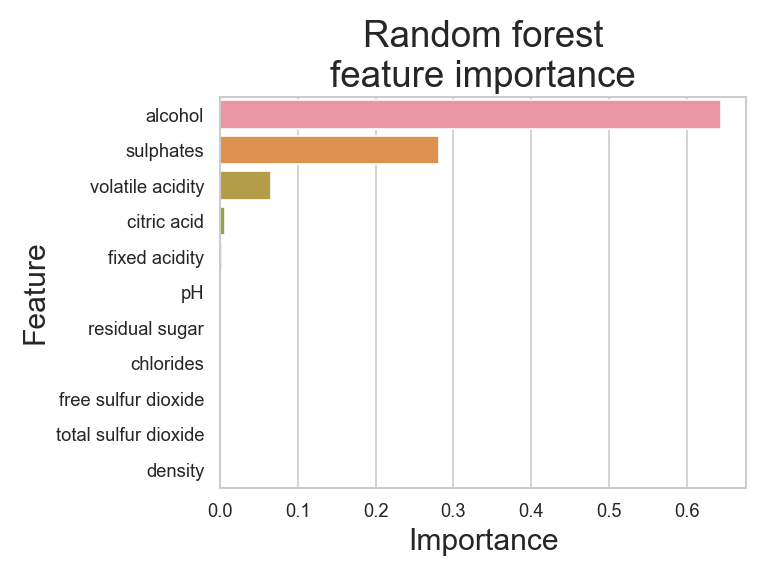 Random forest
feature importance
Feature
alcohol
sulphates
volatile acidity
citric acid
fixed acidity
pH
residual sugar
chlorides
free sulfur dioxide
total sulfur dioxide
density
0.0 0.1 0.2 0.3 0.4 0.5 0.6
Importance